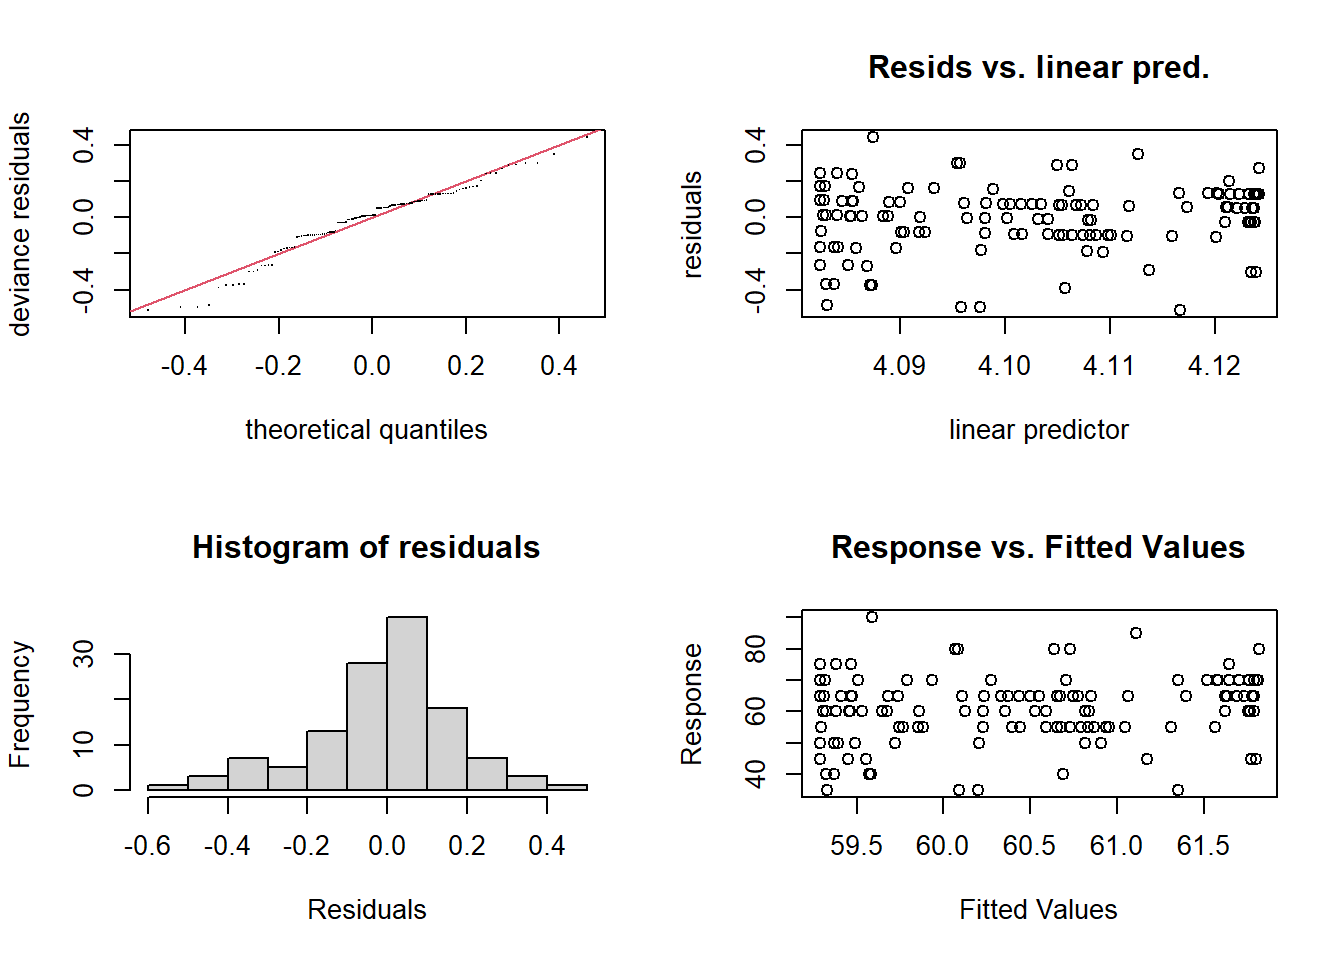 deviance residuals
-0.4 0.0 0.4
-0.4 -0.2 0.0 0.2 0.4
theoretical quantiles
Resids vs. linear pred.
residuals
-0.4 0.0 0.4
4.09 4.10 4.11 4.12
linear predictor
Histogram of residuals
Frequency
0 10 30
-0.6 -0.4 -0.2 0.0 0.2 0.4
Residuals
Response vs. Fitted Values
Response
40 60 80
59.5 60.0 60.5 61.0 61.5
Fitted Values